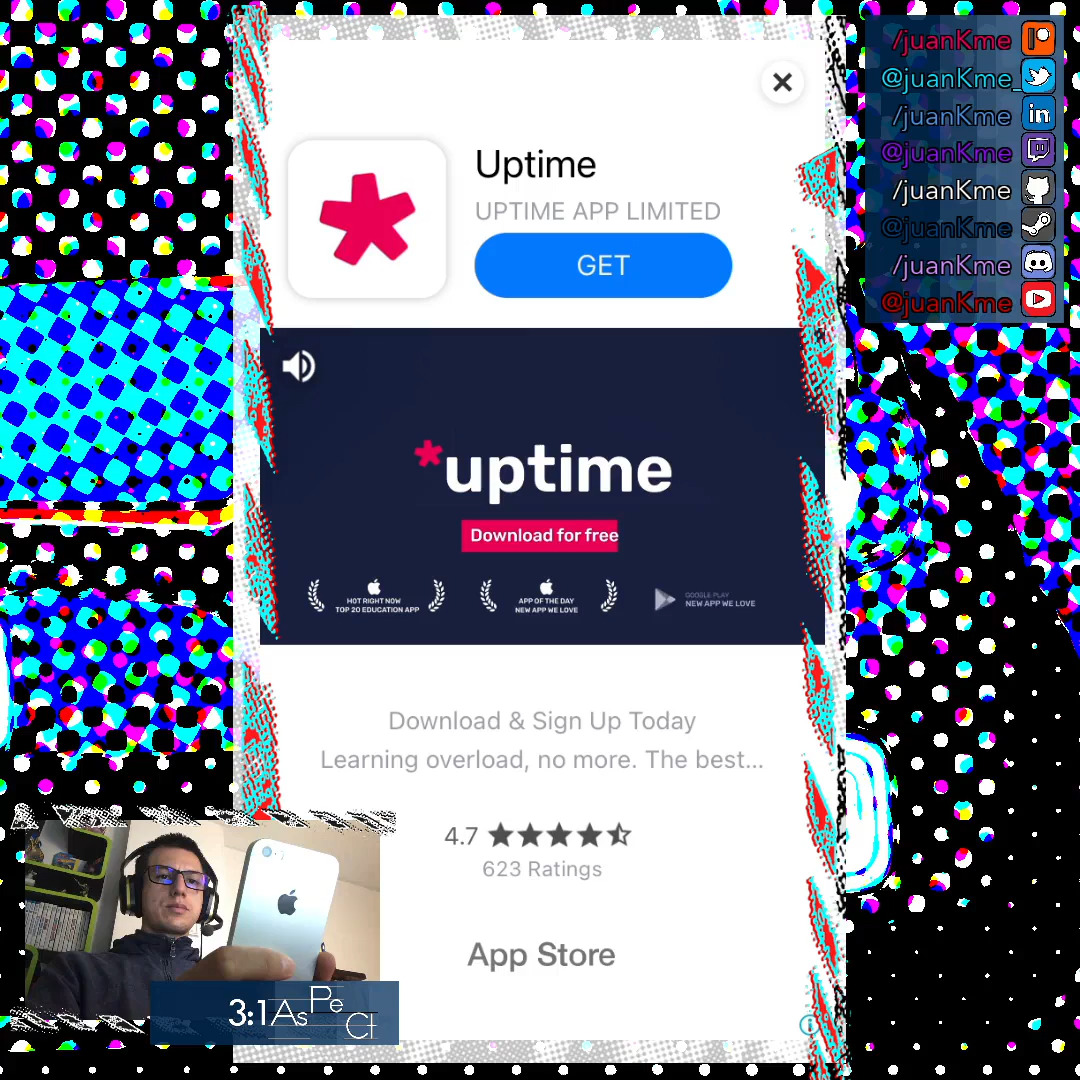 /juanKme
@juanKme_
/juanKme
@juanKme
/juanKme
@juanKme
/juanKme
@juanKme
Uptime
UPTIME APP LIMITED
GET
*uptime
Download for free
HOT RIGHT NOW
TOP 20 EDUCATION APP
APP OF THE DAY
NEW APP WE LOVE
GOOGLE PLAY
NEW APP WE LOVE
Download & Sign Up Today
Learning overload, no more. The best...
4.7
623 Ratings
App Store
3:1AsPeCt